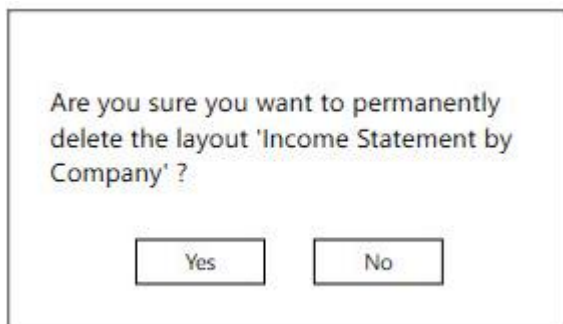 Are you sure you want to permanently
delete the layout 'Income Statement by
Company' ?
Yes No